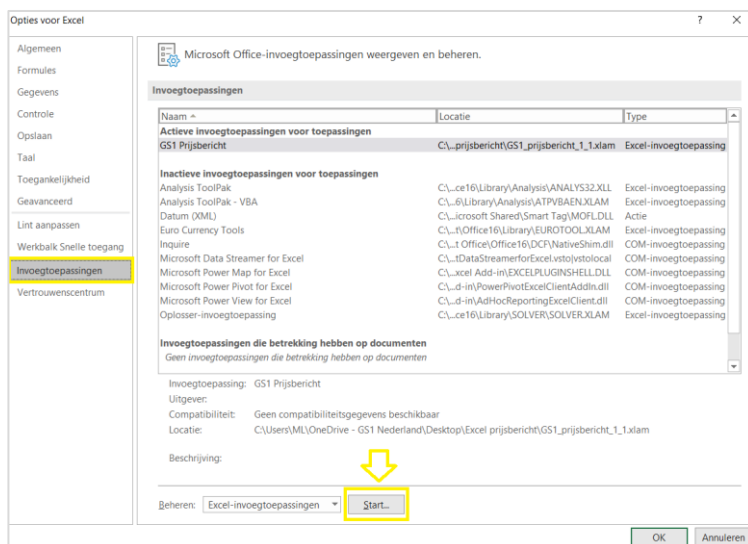 Opties voor Excel ? ×
Algemeen
Formules
Gegevens
Controle
Opslaan
Taal
Toegankelijkheid
Geavanceerd
Lint aanpassen
Werkbalk Snelle toegang
Invoegtoepassingen
Vertrouwenscentrum
Microsoft Office-invoegtoepassingen weergeven en beheren.
Invoegtoepassingen
Naam Locatie Type
Actieve invoegtoepassingen voor toepassingen
GS1 Prijsbericht C:\...prijsbericht\GS1_prijsbericht_1_1.xlam Excel-invoegtoepassing
Inactieve invoegtoepassingen voor toepassingen
Analysis ToolPak C:\...ce16\Library\Analysis\ANALYS32.XLL Excel-invoegtoepassing
Analysis ToolPak - VBA C:\...6\Library\Analysis\ATPVBAEN.XLAM Excel-invoegtoepassing
Datum (XML) C:\...icrosoft Shared\Smart Tag\MOFL.DLL Actie
Euro Currency Tools C:\...t\Office16\Library\EUROTOOL.XLAM Excel-invoegtoepassing
Inquire C:\...t Office\Office16\DCF\NativeShim.dll COM-invoegtoepassing
Microsoft Data Streamer for Excel C:\...tDataStreamerforExcel.vsto|vstolocal COM-invoegtoepassing
Microsoft Power Map for Excel C:\...xcel Add-in\EXCELPLUGINSHELL.DLL COM-invoegtoepassing
Microsoft Power Pivot for Excel C:\...d-in\PowerPivotExcelClientAddIn.dll COM-invoegtoepassing
Microsoft Power View for Excel C:\...d-in\AdHocReportingExcelClient.dll COM-invoegtoepassing
Oplosser-invoegtoepassing C:\...ce16\Library\SOLVER\SOLVER.XLAM Excel-invoegtoepassing
Invoegtoepassingen die betrekking hebben op documenten
Geen invoegtoepassingen die betrekking hebben op documenten
Invoegtoepassing: GS1 Prijsbericht
Uitgever:
Compatibiliteit: Geen compatibiliteitsgegevens beschikbaar
Locatie: C:\Users\ML\OneDrive - GS1 Nederland\Desktop\Excel prijsbericht\GS1_prijsbericht_1_1.xlam
Beschrijving:
Beheren: Excel-invoegtoepassingen Start...
OK Annuleren